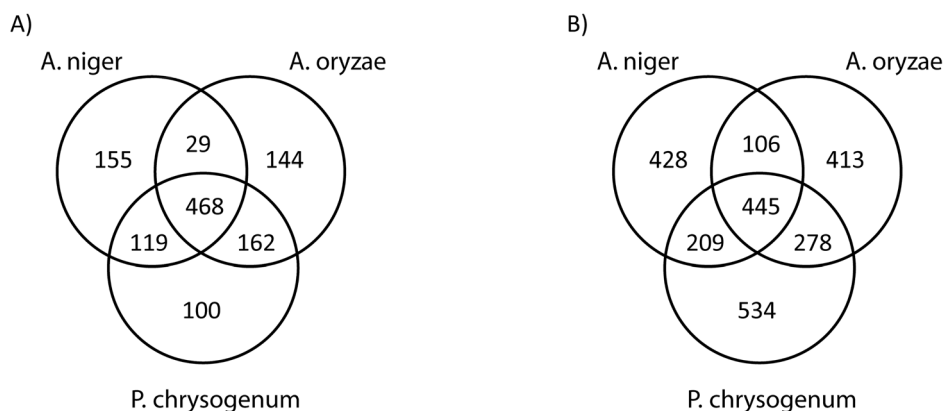 A)
A. niger A. oryzae
155 29 144
468
119 162
100
P. chrysogenum
B)
A. niger A. oryzae
428 106 413
445
209 278
534
P. chrysogenum